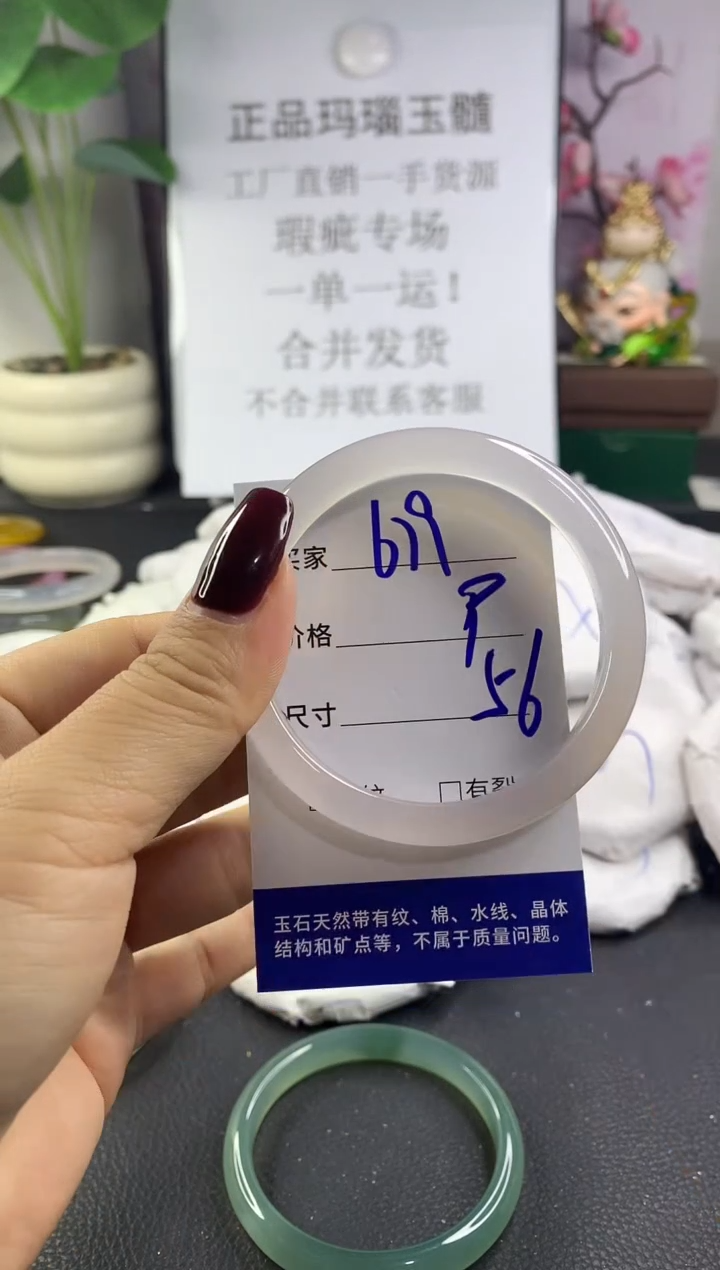 正品玛瑙玉髓
工厂直销一手货源
瑕疵专场
一单一运！
合并发货
不合并联系客服
买家 679
价格
尺寸 56
纹 □有裂
玉石天然带有纹、棉、水线、晶体
结构和矿点等，不属于质量问题。